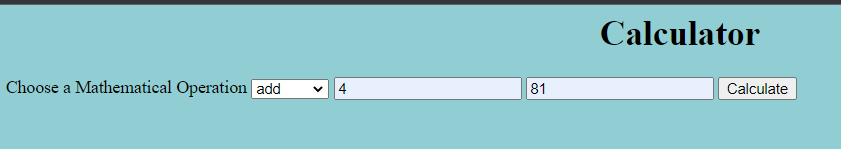 Calculator
Choose a Mathematical Operation add 4 81 Calculate